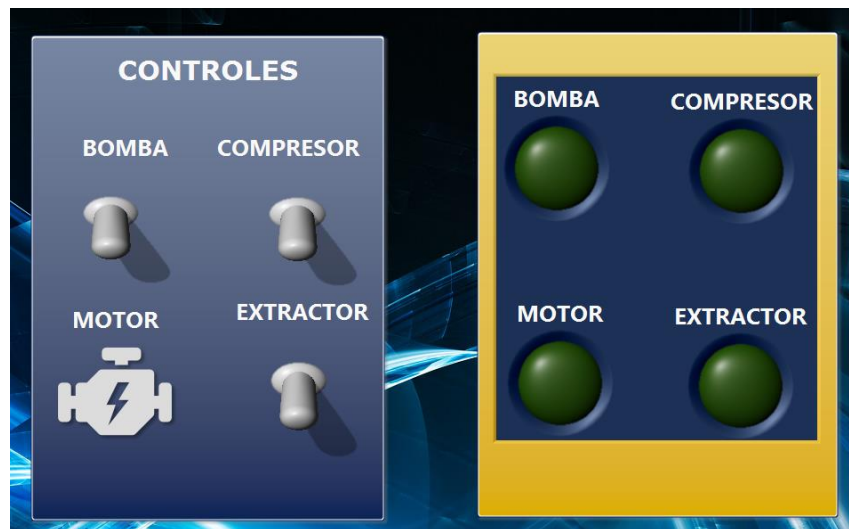 CONTROLES
BOMBA
COMPRESOR
MOTOR
EXTRACTOR
BOMBA
COMPRESOR
MOTOR
EXTRACTOR